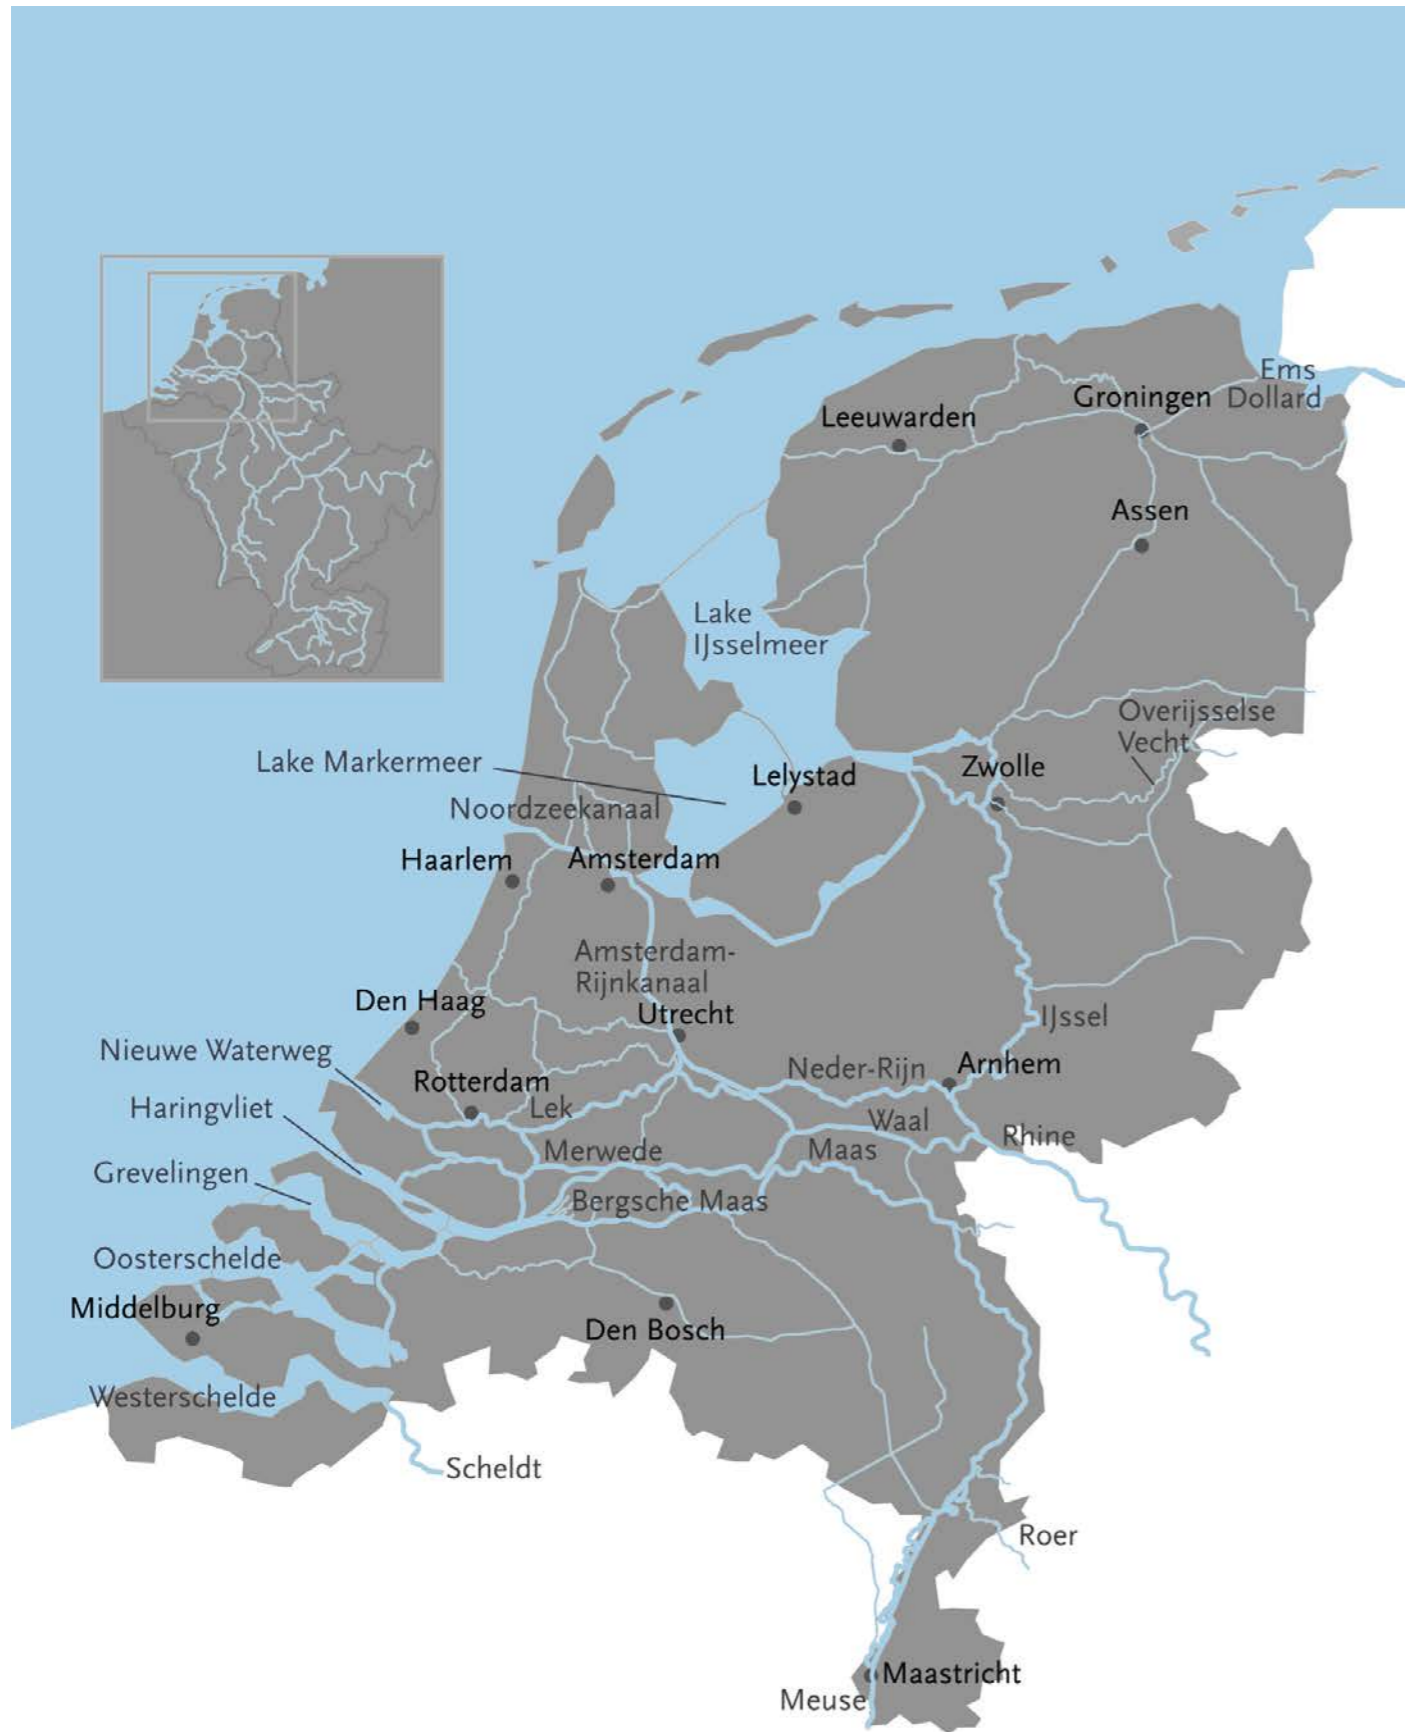 Ems
Dollard
Groningen
Leeuwarden
Assen
Lake
IJsselmeer
Overijsselse
Vecht
Lake Markermeer
Lelystad
Zwolle
Noordzeekanaal
Haarlem
Amsterdam
Amsterdam-
Rijnkanaal
Den Haag
Utrecht
IJssel
Nieuwe Waterweg
Neder-Rijn
Arnhem
Rotterdam
Haringvliet
Lek
Waal
Rhine
Merwede
Maas
Grevelingen
Bergsche Maas
Oosterschelde
Middelburg
Den Bosch
Westerschelde
Scheldt
Roer
Maastricht
Meuse